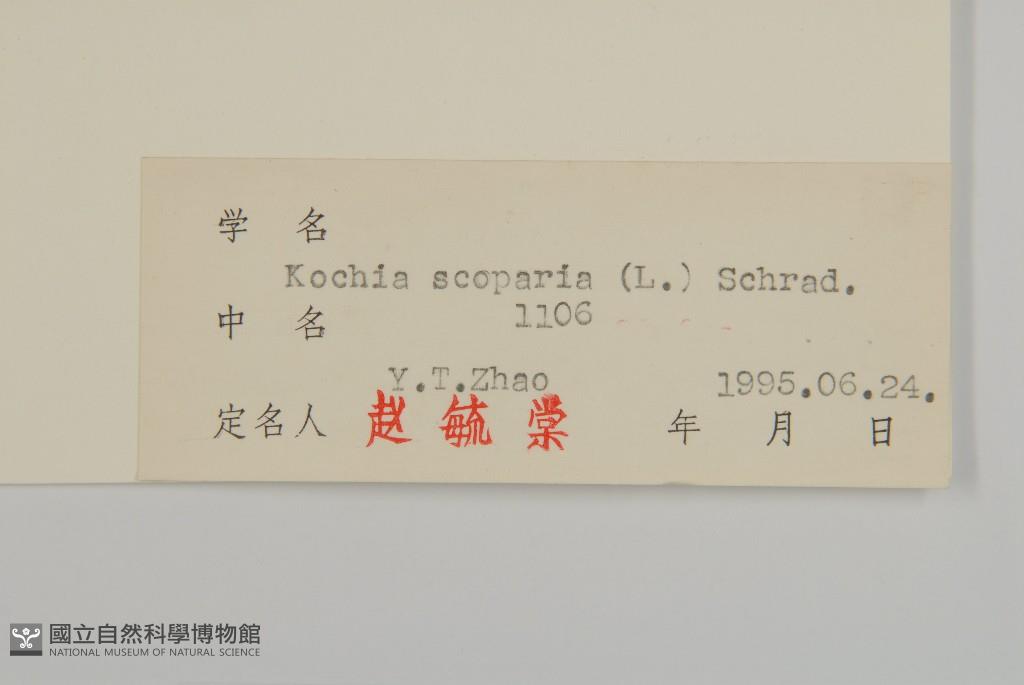 学 名
Kochia scoparia (L.) Schrad.
中 名 1106
Y.T.Zhao 1995.06.24.
定名人 赵毓棠 年 月 日
國立自然科學博物館
NATIONAL MUSEUM OF NATURAL SCIENCE